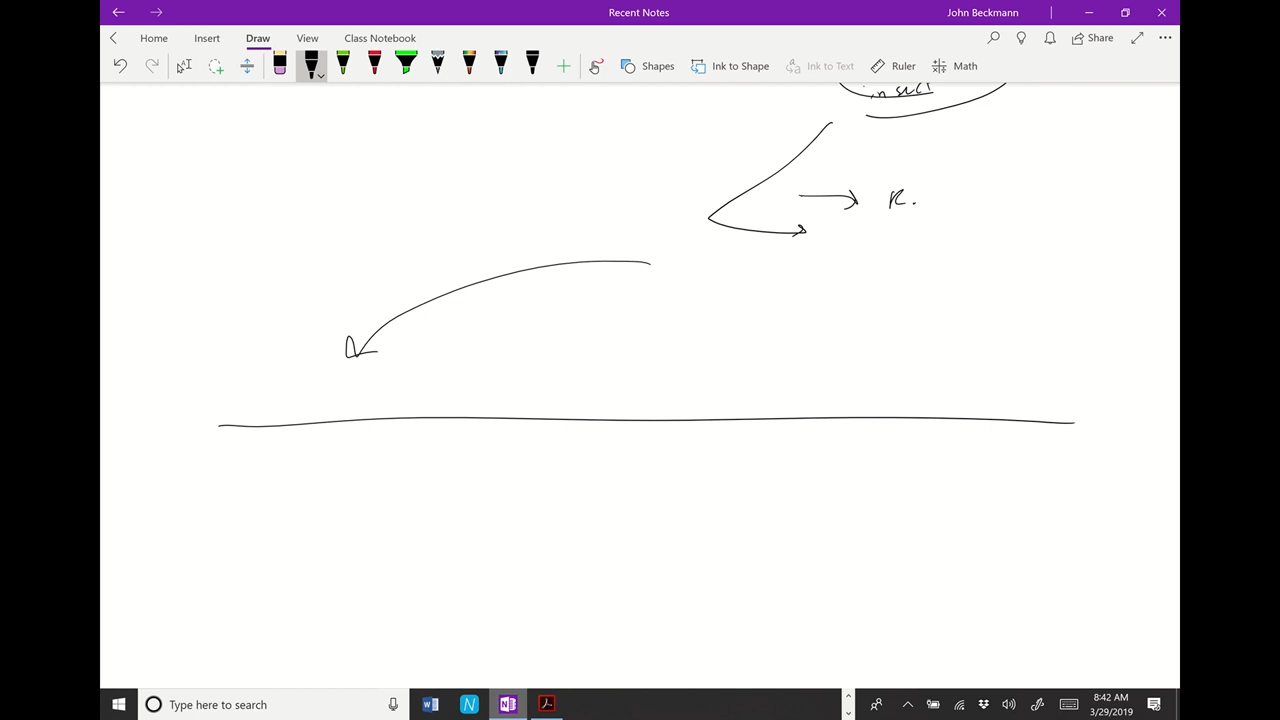 Recent Notes
John Beckmann
Home Insert Draw View Class Notebook
Share
Shapes Ink to Shape Ink to Text Ruler Math
insect
R.
Type here to search
8:42 AM
3/29/2019